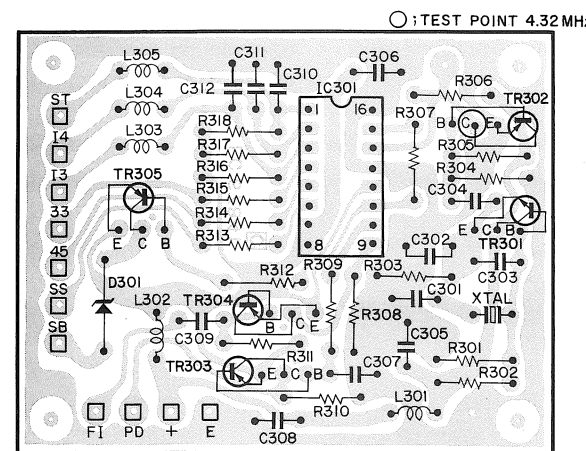 ○;TEST POINT 4.32MHz
L305
C311
C306
C312
C310
IC301
R306
ST
L304
1
16
R307
TR302
R318
B
C
E
I4
L303
R317
R305
R316
R304
I3
TR305
R315
C304
33
R314
E
C
B
R313
E
C
B
8
9
C302
TR301
45
R312
R309
R303
C303
D301
C301
SS
L302
TR304
XTAL
B
C
E
R308
SB
C309
C305
R311
R301
TR303
C307
E
C
B
R302
R310
L301
C308
FI
PD
+
E